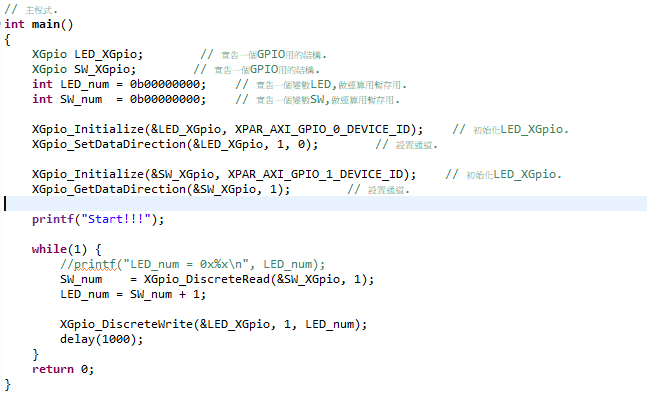 // 主程式.
int main()
{
XGpio LED_XGpio; // 宣告一個GPIO用的結構.
XGpio SW_XGpio; // 宣告一個GPIO用的結構.
int LED_num = 0b00000000; // 宣告一個變數LED,做運算用暫存用.
int SW_num = 0b00000000; // 宣告一個變數SW,做運算用暫存用.
XGpio_Initialize(&LED_XGpio, XPAR_AXI_GPIO_0_DEVICE_ID); // 初始化LED_XGpio.
XGpio_SetDataDirection(&LED_XGpio, 1, 0); // 設置通道.
XGpio_Initialize(&SW_XGpio, XPAR_AXI_GPIO_1_DEVICE_ID); // 初始化LED_XGpio.
XGpio_GetDataDirection(&SW_XGpio, 1); // 設置通道.
printf("Start!!!");
while(1) {
//printf("LED_num = 0x%x\n", LED_num);
SW_num = XGpio_DiscreteRead(&SW_XGpio, 1);
LED_num = SW_num + 1;
XGpio_DiscreteWrite(&LED_XGpio, 1, LED_num);
delay(1000);
}
return 0;
}